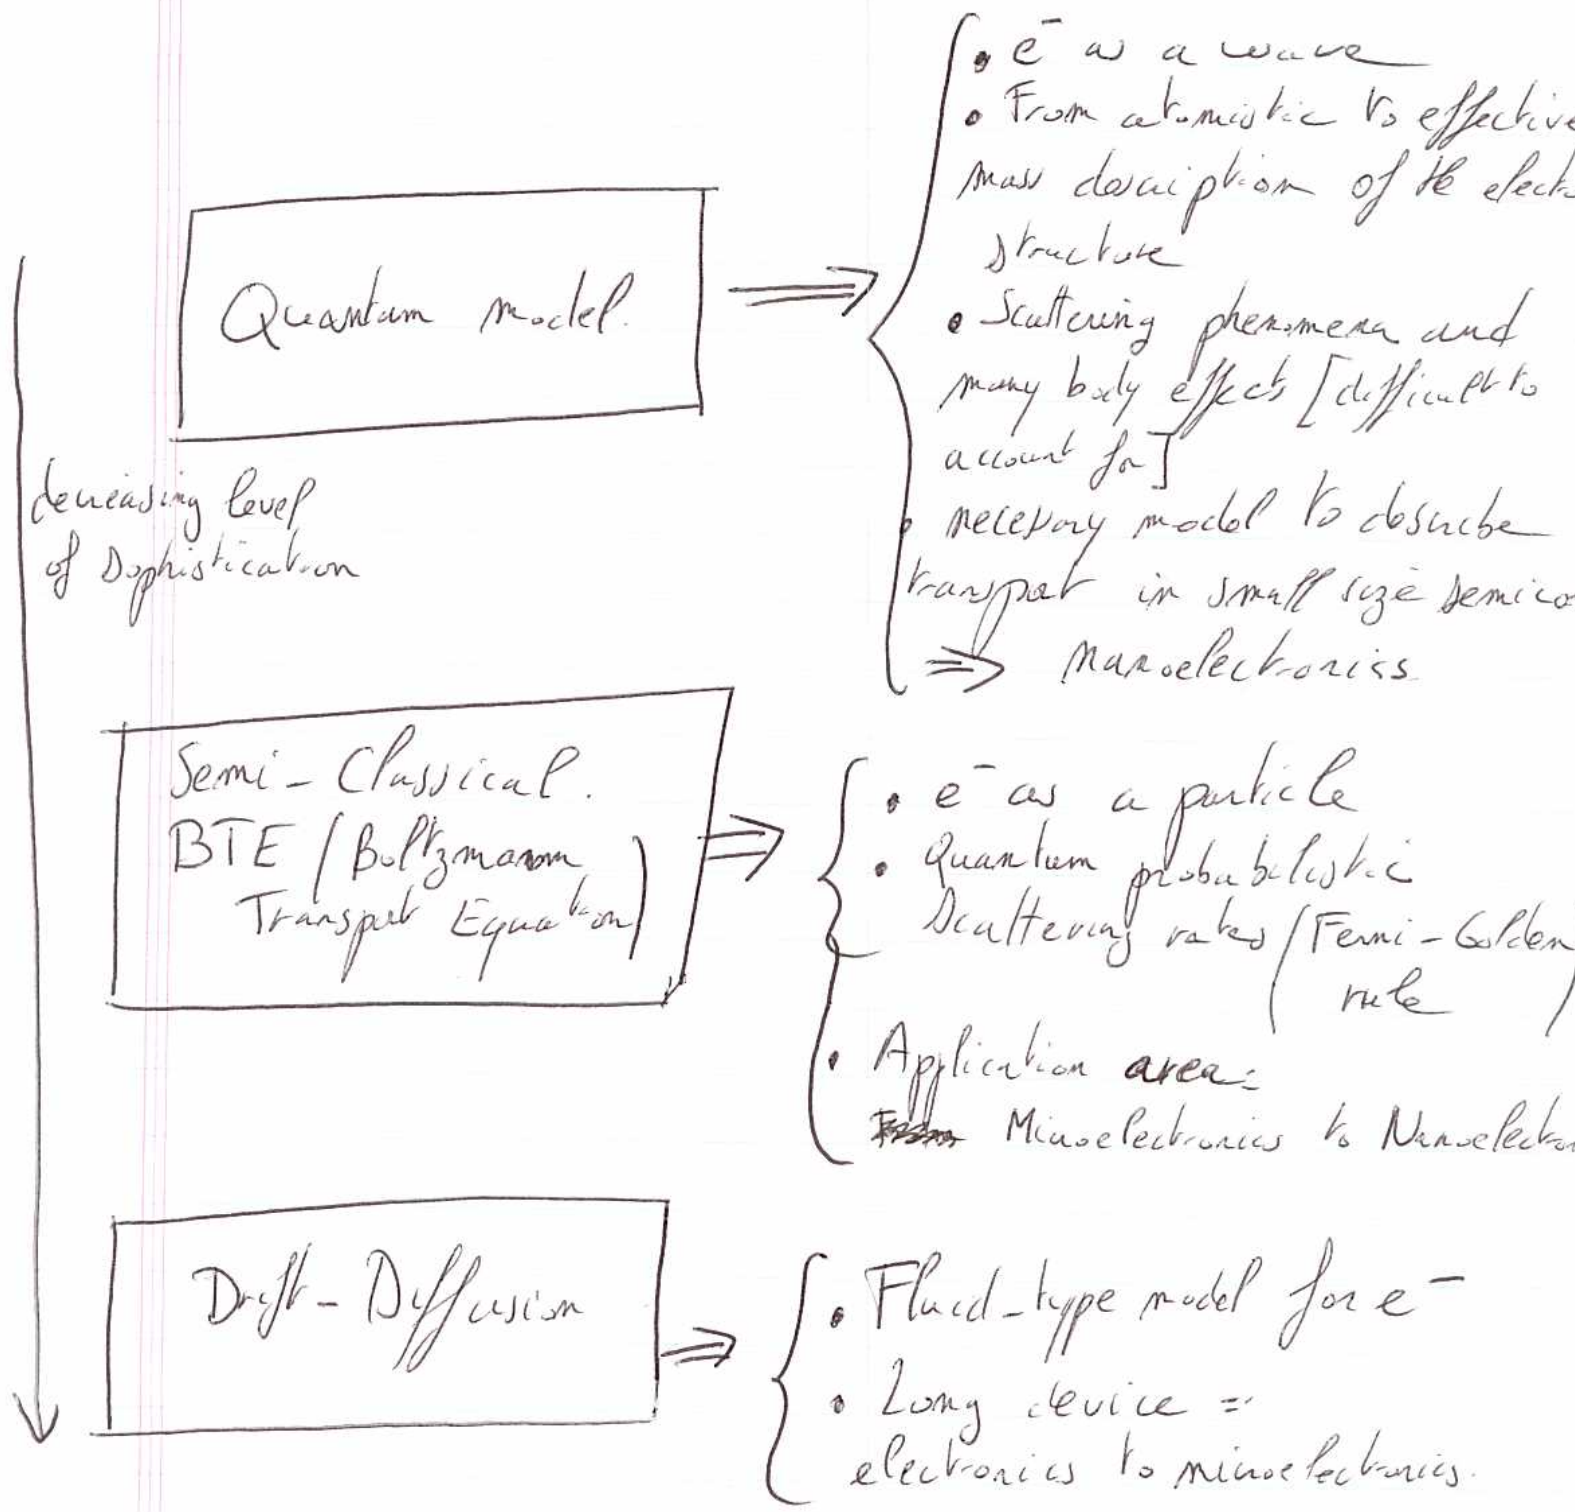 decreasing level
of Sophistication
Quantum model.
• e⁻ as a wave
• From atomistic to effective
mass description of the elect
structure
• Scattering phenomena and
many body effects [difficult to
account for]
• necessary model to describe
transport in small size semico
⇒ nanoelectronics.
Semi-Classical.
BTE (Boltzmann
Transport Equation)
• e⁻ as a particle
• Quantum probabilistic
Scattering rates (Fermi-Golden
rule)
• Application area:
Microelectronics to Nanoelectron
Drift-Diffusion
• Fluid-type model for e⁻
• Long device =
electronics to microelectronics.